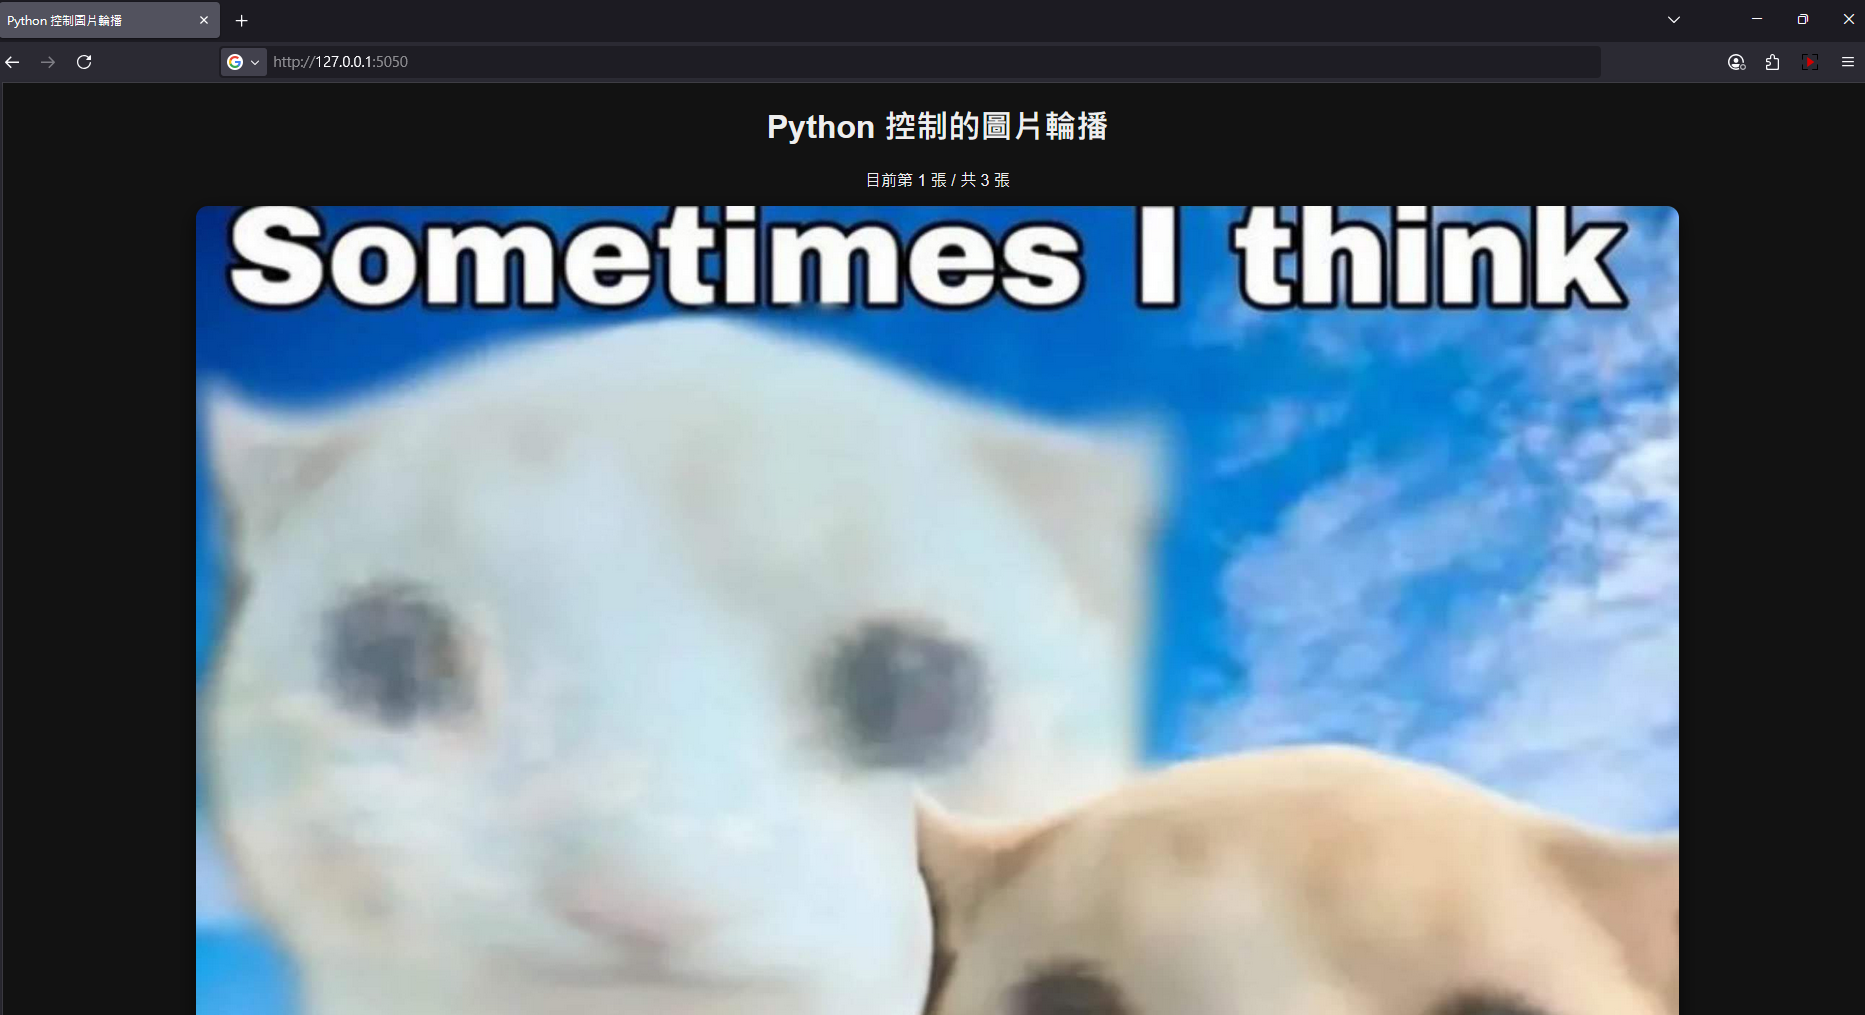 Python 控制圖片輪播
http://127.0.0.1:5050
Python 控制的圖片輪播
目前第 1 張 / 共 3 張
Sometimes I think